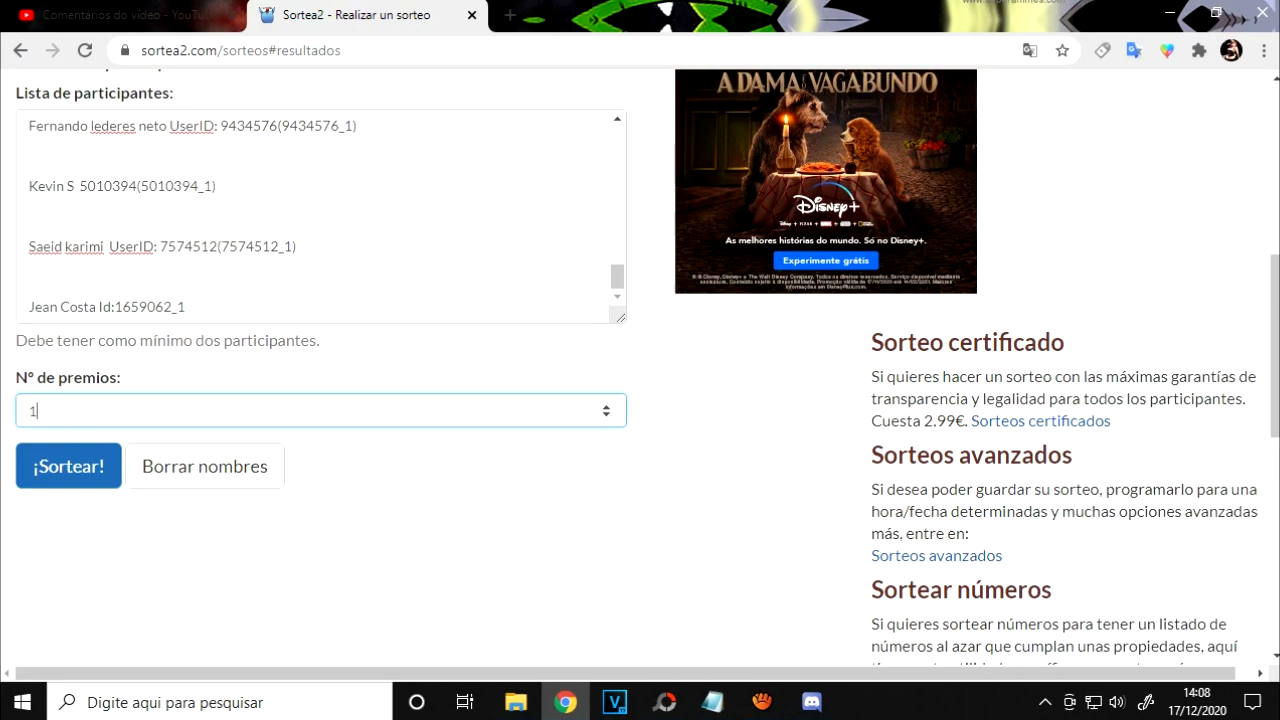 Comentários do vídeo - YouTu
Sortea2 - Realizar un sorteo
sortea2.com/sorteos#resultados
Lista de participantes:
Fernando lederes neto UserID: 9434576(9434576_1)
Kevin S 5010394(5010394_1)
Saeid karimi UserID: 7574512(7574512_1)
Jean Costa Id:1659062_1
Debe tener como mínimo dos participantes.
Nº de premios:
1
¡Sortear!
Borrar nombres
A DAMA E O VAGABUNDO
Disney+
As melhores histórias do mundo. Só no Disney+.
Experimente grátis
Sorteo certificado
Si quieres hacer un sorteo con las máximas garantías de
transparencia y legalidad para todos los participantes.
Cuesta 2.99€. Sorteos certificados
Sorteos avanzados
Si desea poder guardar su sorteo, programarlo para una
hora/fecha determinadas y muchas opciones avanzadas
más, entre en:
Sorteos avanzados
Sortear números
Si quieres sortear números para tener un listado de
números al azar que cumplan unas propiedades, aquí
Digite aqui para pesquisar
14:08
17/12/2020